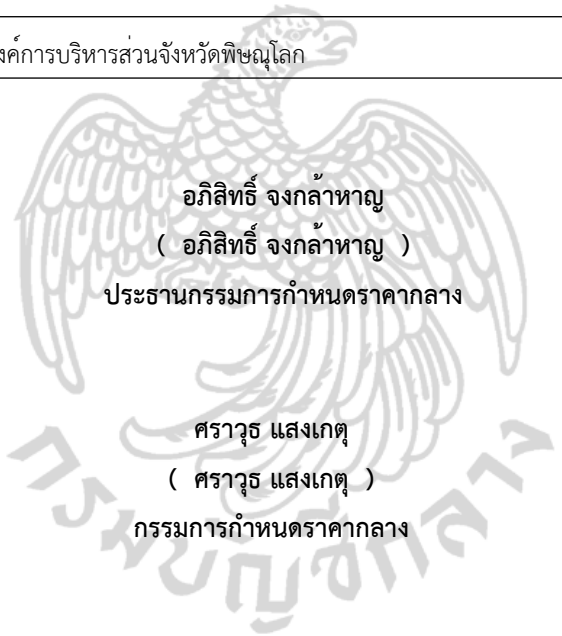 งค์การบริหารส่วนจังหวัดพิษณุโลก
อภิสิทธิ์ จงกล้าหาญ
( อภิสิทธิ์ จงกล้าหาญ )
ประธานกรรมการกำหนดราคากลาง
ศราวุธ แสงเกตุ
( ศราวุธ แสงเกตุ )
กรรมการกำหนดราคากลาง
กรมบัญชีกลาง